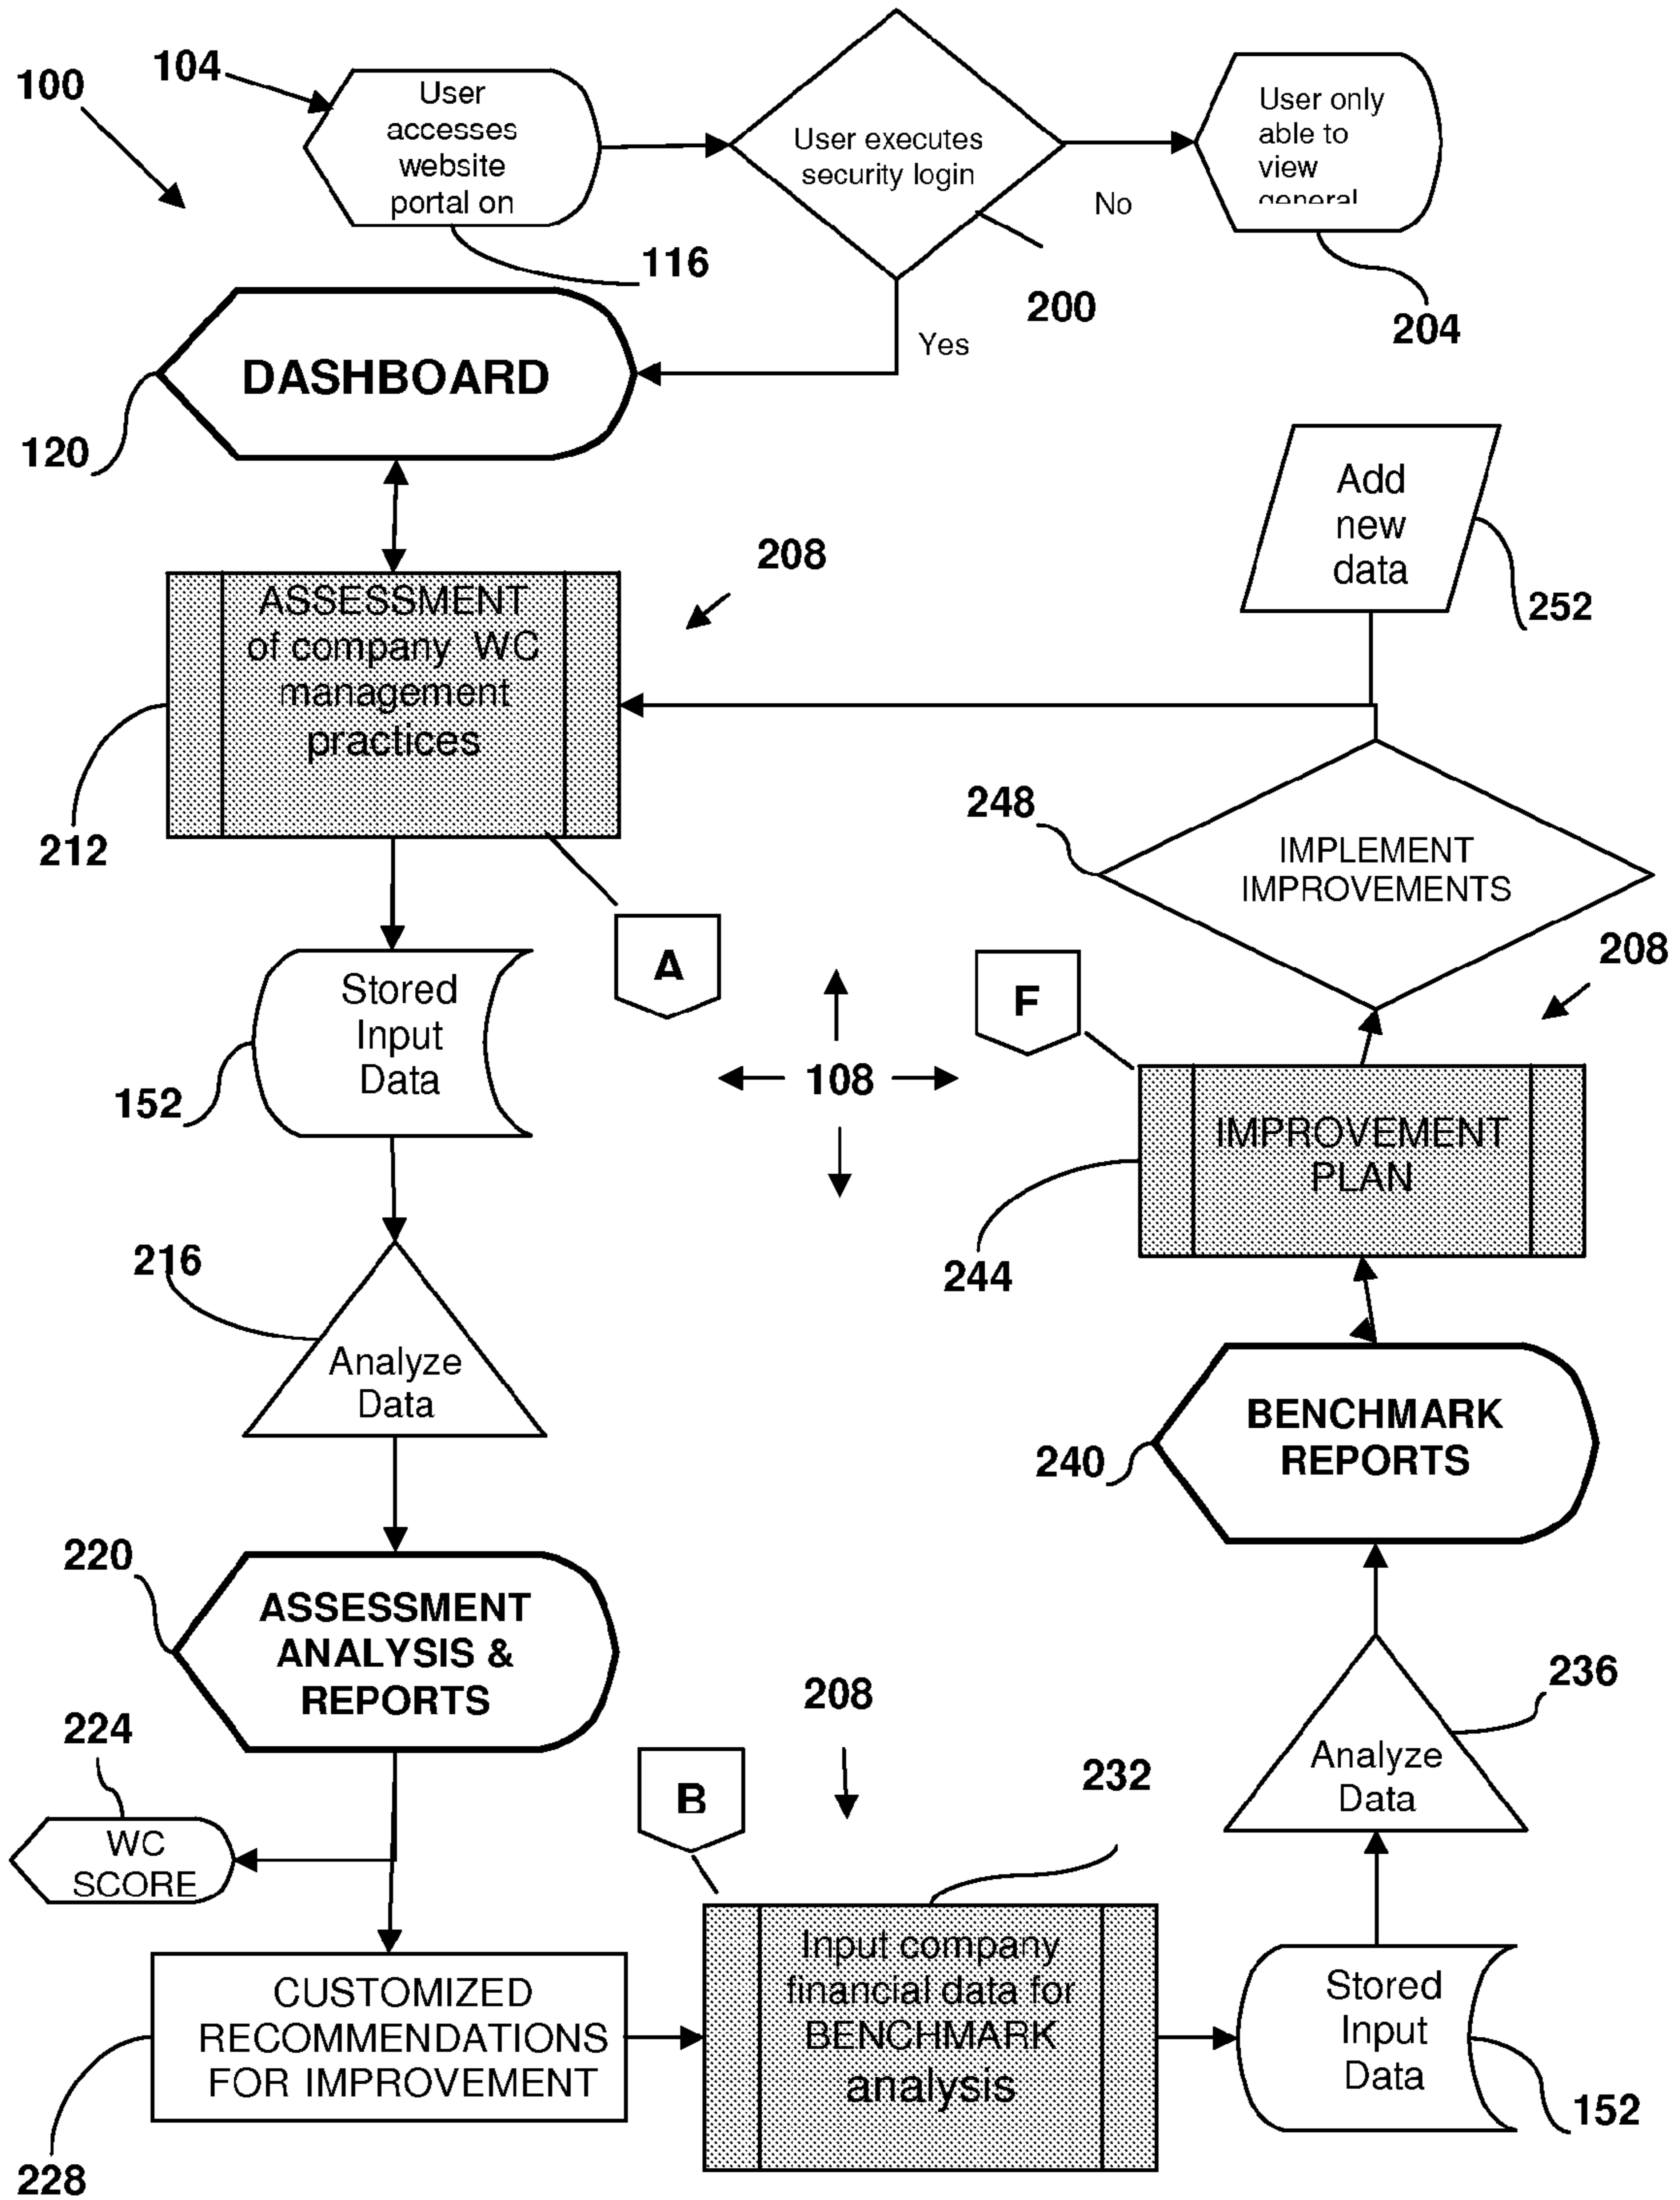 100
104
User
accesses
website
portal on
116
User executes
security login
200
No
Yes
User only
able to
view
general
204
DASHBOARD
120
208
ASSESSMENT
of company WC
management
practices
212
A
Stored
Input
Data
152
216
Analyze
Data
220
ASSESSMENT
ANALYSIS &
REPORTS
224
WC
SCORE
CUSTOMIZED
RECOMMENDATIONS
FOR IMPROVEMENT
228
108
208
B
232
Input company
financial data for
BENCHMARK
analysis
Stored
Input
Data
152
236
Analyze
Data
BENCHMARK
REPORTS
240
F
208
IMPROVEMENT
PLAN
244
248
IMPLEMENT
IMPROVEMENTS
Add
new
data
252